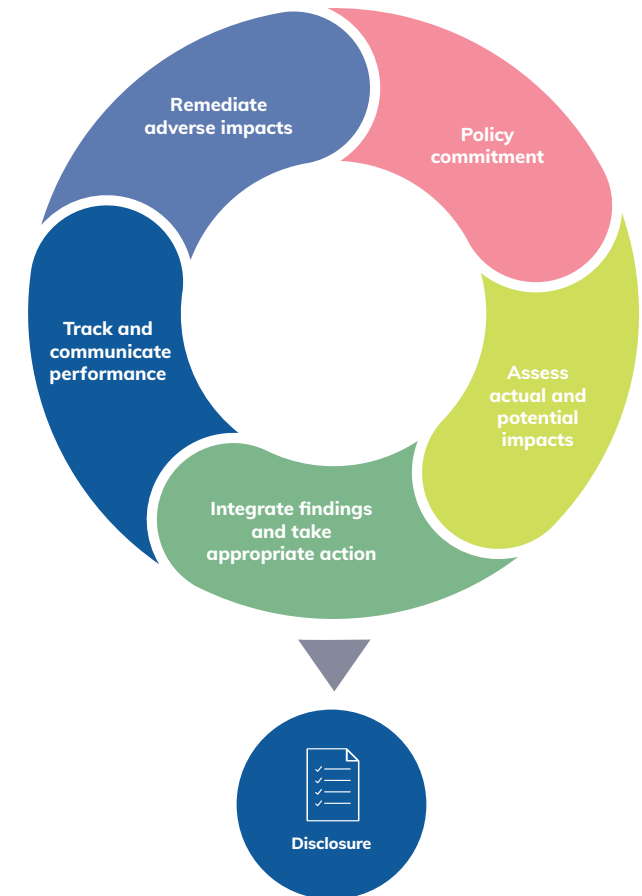 Remediate
adverse impacts
Policy
commitment
Assess
actual and
potential
impacts
Integrate findings
and take
appropriate action
Track and
communicate
performance
Disclosure